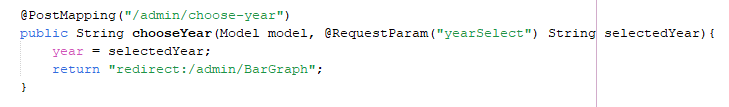 @PostMapping("/admin/choose-year")
public String chooseYear(Model model, @RequestParam("yearSelect") String selectedYear){
year = selectedYear;
return "redirect:/admin/BarGraph";
}